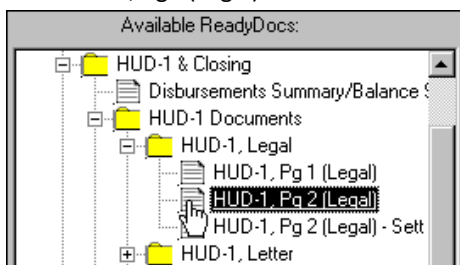 Available ReadyDocs:
HUD-1 & Closing
Disbursements Summary/Balance
HUD-1 Documents
HUD-1, Legal
HUD-1, Pg 1 (Legal)
HUD-1, Pg 2 (Legal)
HUD-1, Pg 2 (Legal) - Sett
HUD-1, Letter